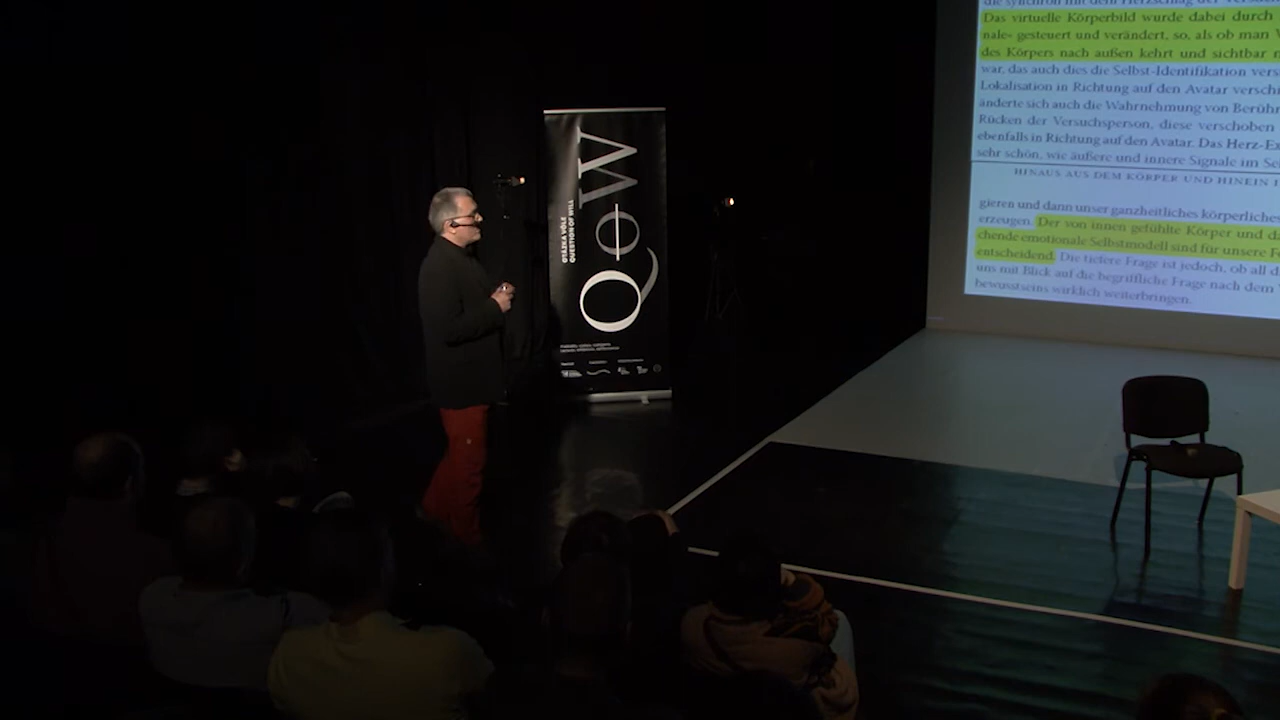 die synchron mit dem Herzschlag der
Das virtuelle Körperbild wurde dabei durch
nale- gesteuert und verändert, so, als ob man
des Körpers nach außen kehrt und sichtbar
war, das auch dies die Selbst-Identifikation vers
Lokalisation in Richtung auf den Avatar verschi
änderte sich auch die Wahrnehmung von Berühr
Rücken der Versuchsperson, diese verschoben
ebenfalls in Richtung auf den Avatar. Das Herz-Ex
sehr schön, wie äußere und innere Signale im Se
HINAUS AUS DEM KÖRPER UND HINEIN I
gieren und dann unser ganzheitliches körperliches
erzeugen. Der von innen gefühlte Körper und da
chende emotionale Selbstmodell sind für unsere
entscheidend. Die tiefere Frage ist jedoch, ob all d
uns mit Blick auf die begriffliche Frage nach dem
bewusstseins wirklich weiterbringen.
QoW
OTÁZKA VŮLE
QUESTION OF WILL